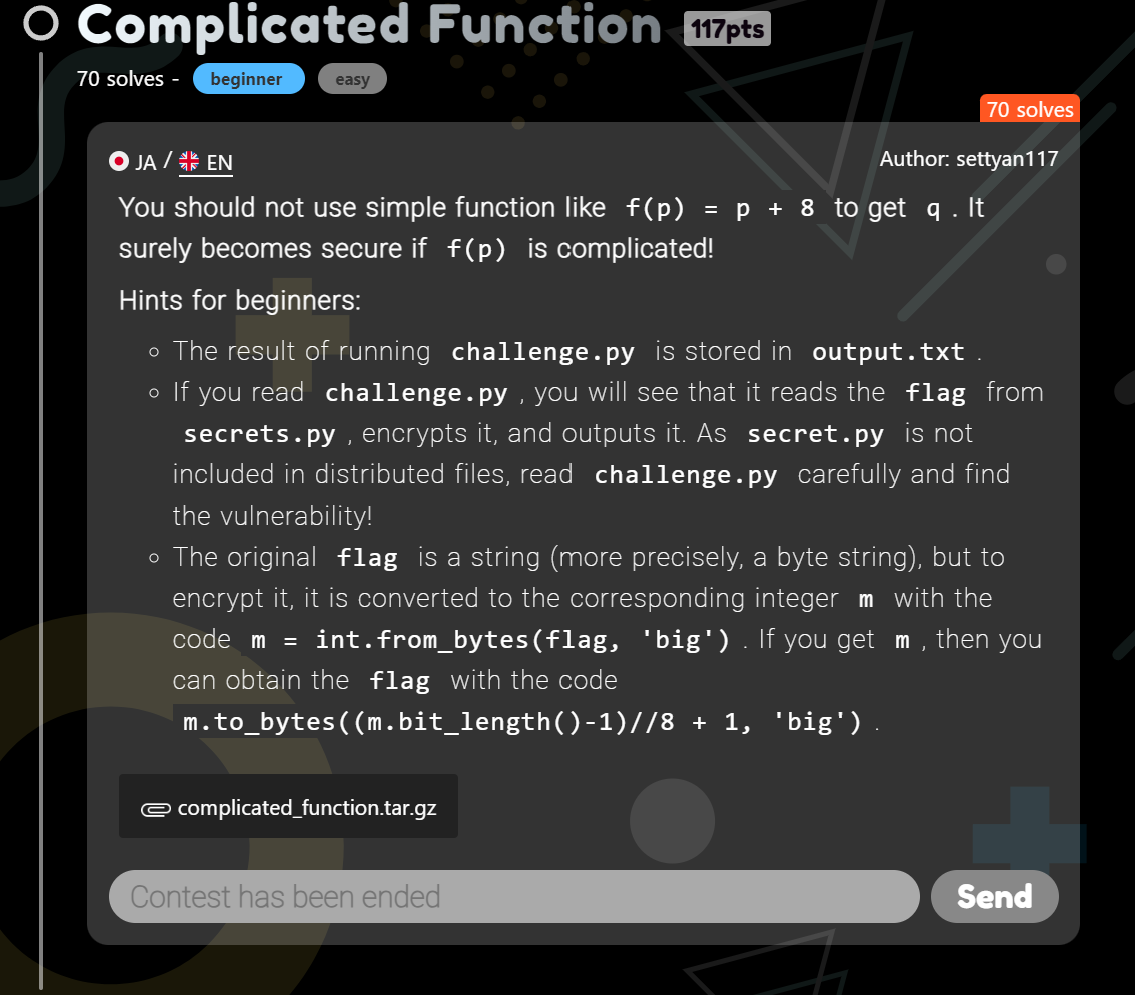 Complicated Function 117pts
70 solves - beginner easy
70 solves
JA / EN Author: settyan117
You should not use simple function like f(p) = p + 8 to get q . It
surely becomes secure if f(p) is complicated!
Hints for beginners:
The result of running challenge.py is stored in output.txt .
If you read challenge.py , you will see that it reads the flag from
secrets.py , encrypts it, and outputs it. As secret.py is not
included in distributed files, read challenge.py carefully and find
the vulnerability!
The original flag is a string (more precisely, a byte string), but to
encrypt it, it is converted to the corresponding integer m with the
code m = int.from_bytes(flag, 'big') . If you get m , then you
can obtain the flag with the code
m.to_bytes((m.bit_length()-1)//8 + 1, 'big') .
complicated_function.tar.gz
Contest has been ended Send